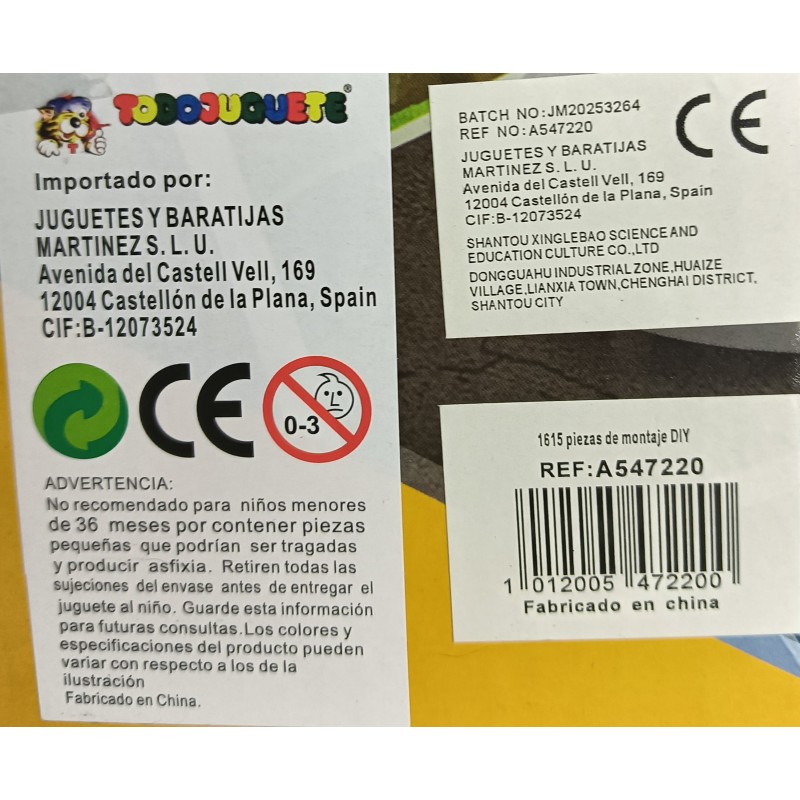 TODOJUGUETE®
Importado por:
JUGUETES Y BARATIJAS
MARTINEZ S. L. U.
Avenida del Castell Vell, 169
12004 Castellón de la Plana, Spain
CIF:B-12073524
CE
0-3
ADVERTENCIA:
No recomendado para niños menores
de 36 meses por contener piezas
pequeñas que podrían ser tragadas
y producir asfixia. Retiren todas las
sujeciones del envase antes de entregar el
juguete al niño. Guarde esta información
para futuras consultas.Los colores y
especificaciones del producto pueden
variar con respecto a los de la
ilustración
Fabricado en China.
BATCH NO:JM20253264
REF NO:A547220
CE
JUGUETES Y BARATIJAS
MARTINEZ S. L. U.
Avenida del Castell Vell, 169
12004 Castellón de la Plana, Spain
CIF:B-12073524
SHANTOU XINGLEBAO SCIENCE AND
EDUCATION CULTURE CO.,LTD
DONGGUAHU INDUSTRIAL ZONE,HUAIZE
VILLAGE,LIANXIA TOWN,CHENGHAI DISTRICT,
SHANTOU CITY
1615 piezas de montaje DIY
REF:A547220
1 012005 472200
Fabricado en china